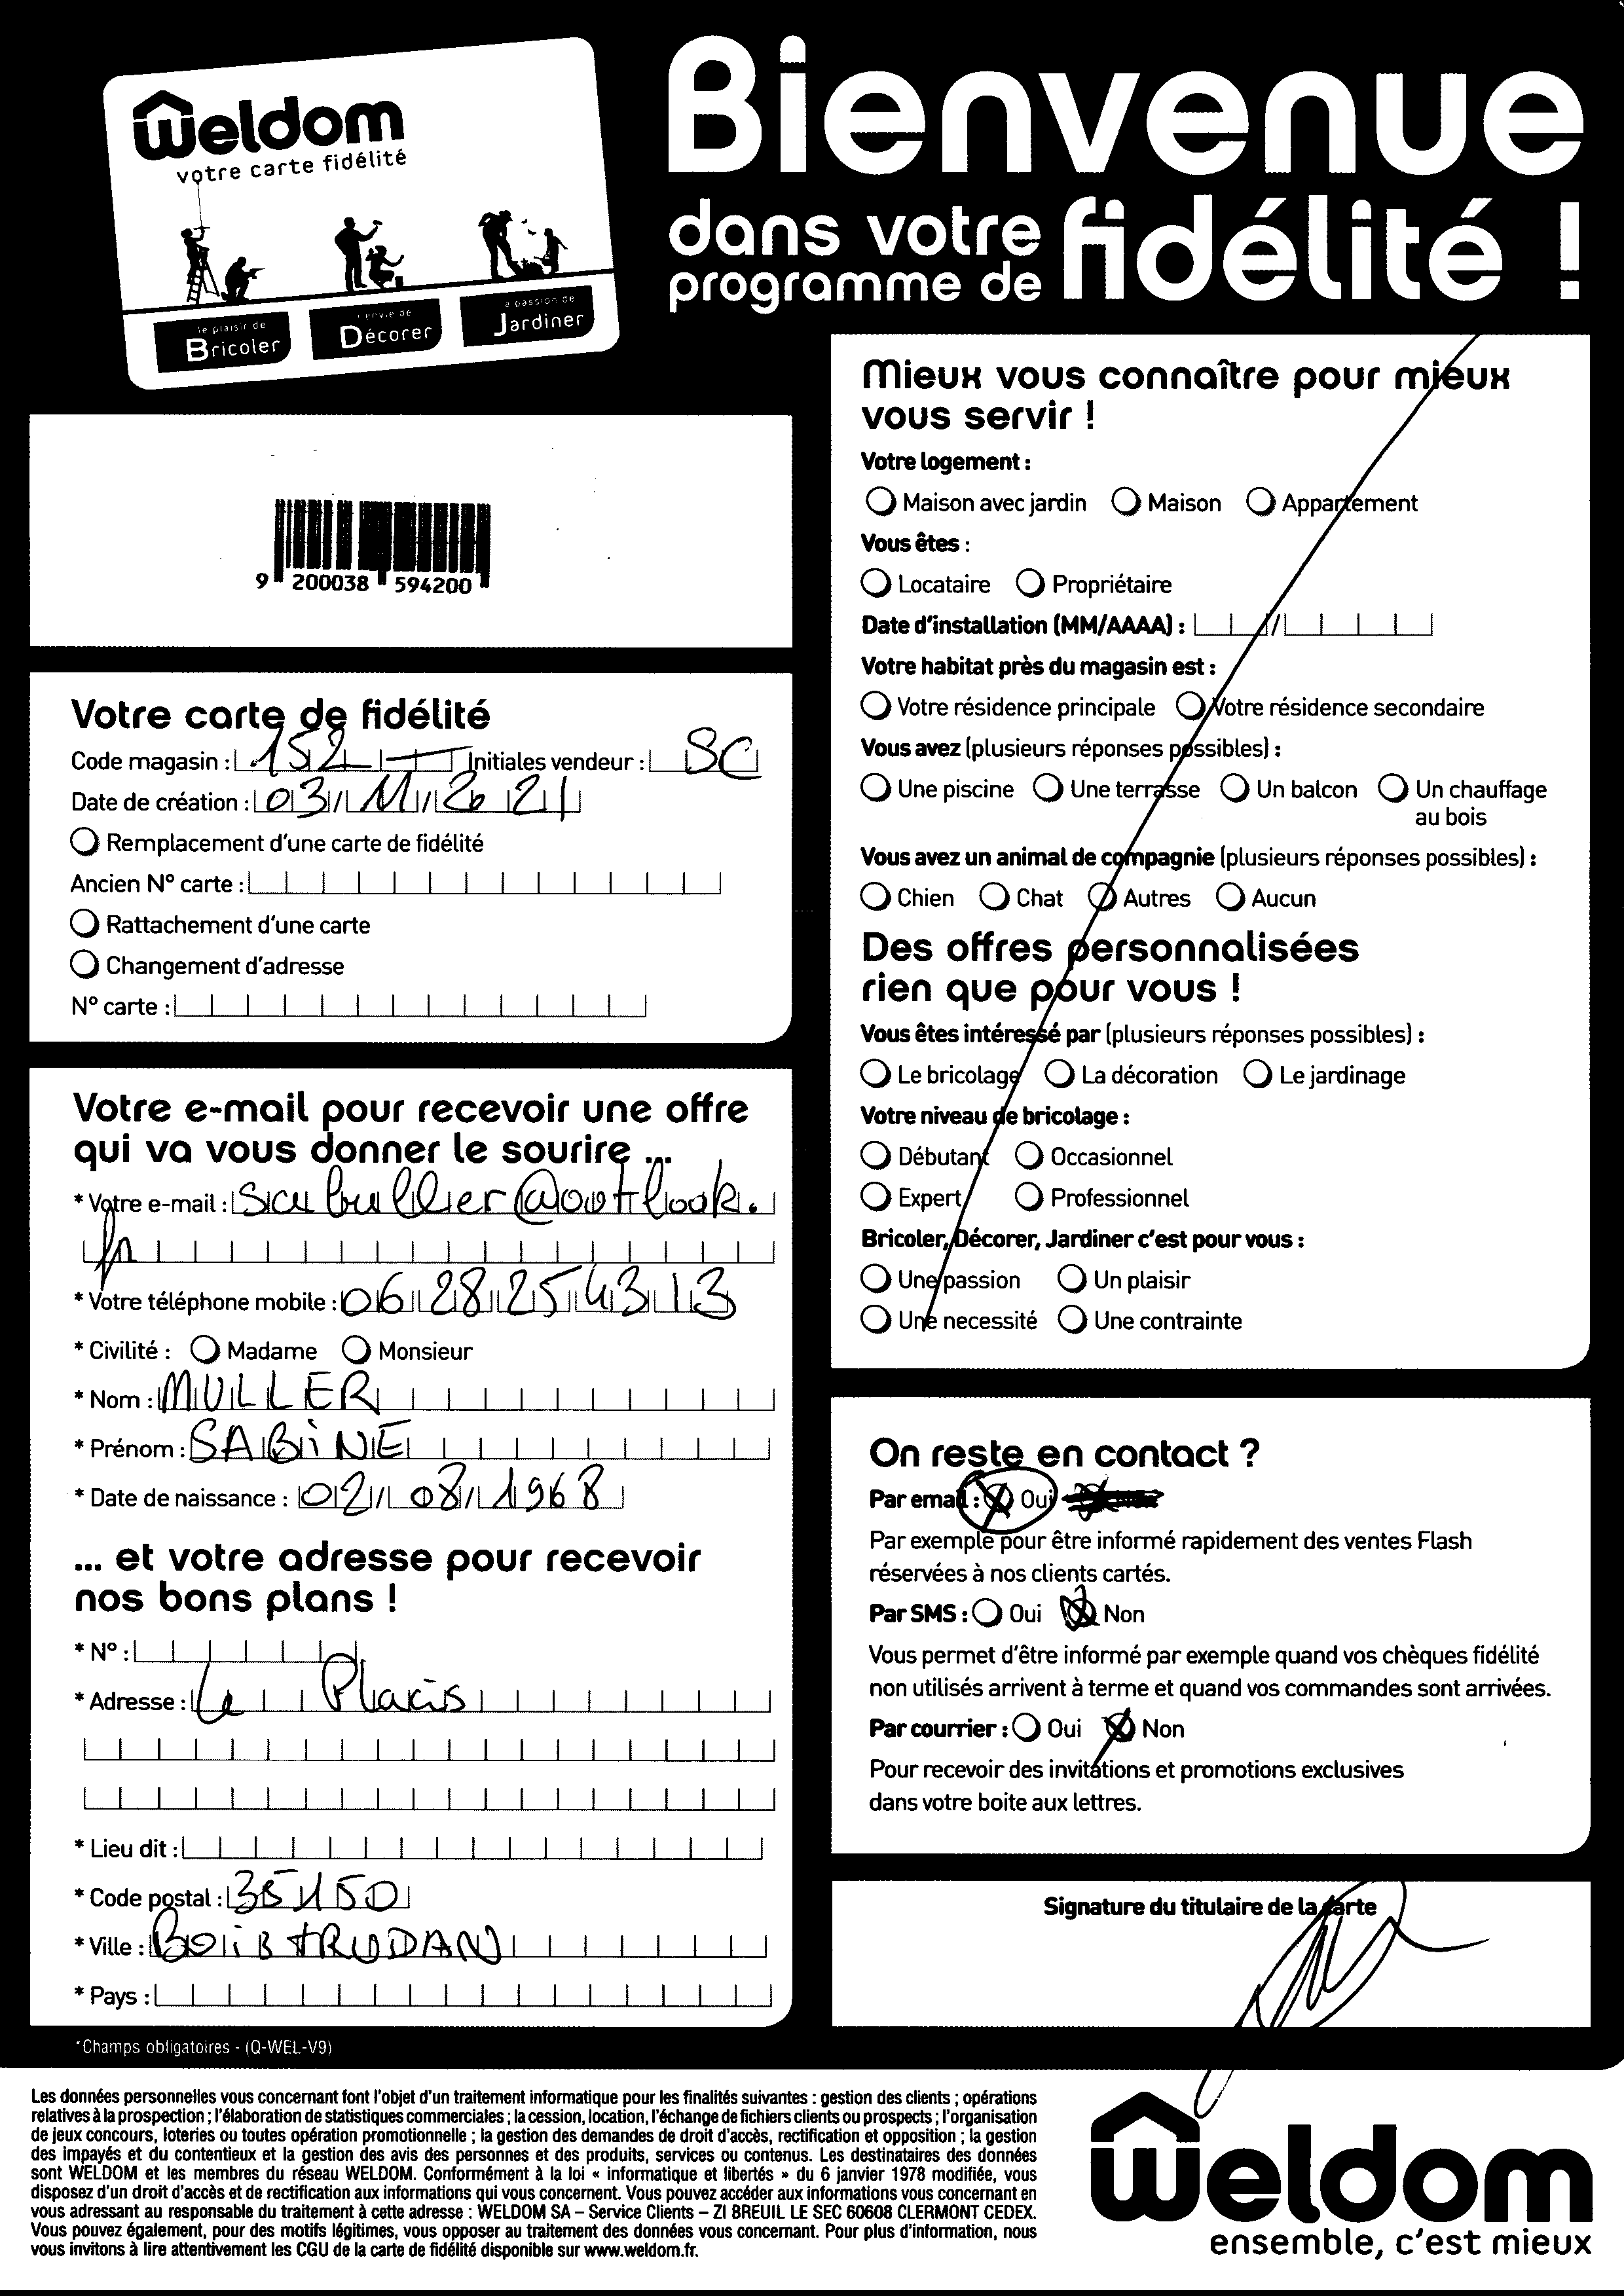 Weldom
votre carte fidélité
le plaisir de
Bricoler
l'envie de
Décorer
la passion de
Jardiner
Bienvenue
dans votre
programme de fidélité !
9 200038 594200
Votre carte de fidélité
Code magasin : 152 Initiales vendeur : SC
Date de création : 03/11/2021
Remplacement d'une carte de fidélité
Ancien N° carte :
Rattachement d'une carte
Changement d'adresse
N° carte :
Votre e-mail pour recevoir une offre
qui va vous donner le sourire ...
* Votre e-mail : @outlook.
fr
* Votre téléphone mobile : 06 28 25 43 13
* Civilité : Madame Monsieur
* Nom : MULLER
* Prénom : SABINE
* Date de naissance : 02/08/1968
... et votre adresse pour recevoir
nos bons plans !
* N° :
* Adresse : Le Placis
* Lieu dit :
* Code postal : 35150
* Ville : BOiiSTRUDAN
* Pays :
*Champs obligatoires - (Q-WEL-V9)
Mieux vous connaître pour mieux
vous servir !
Votre logement :
Maison avec jardin Maison Appartement
Vous êtes :
Locataire Propriétaire
Date d'installation (MM/AAAA) : /
Votre habitat près du magasin est :
Votre résidence principale Votre résidence secondaire
Vous avez (plusieurs réponses possibles) :
Une piscine Une terrasse Un balcon Un chauffage
au bois
Vous avez un animal de compagnie (plusieurs réponses possibles) :
Chien Chat Autres Aucun
Des offres personnalisées
rien que pour vous !
Vous êtes intéressé par (plusieurs réponses possibles) :
Le bricolage La décoration Le jardinage
Votre niveau de bricolage :
Débutant Occasionnel
Expert Professionnel
Bricoler, Décorer, Jardiner c'est pour vous :
Une passion Un plaisir
Une necessité Une contrainte
On reste en contact ?
Par email : Oui
Par exemple pour être informé rapidement des ventes Flash
réservées à nos clients cartés.
Par SMS : Oui Non
Vous permet d'être informé par exemple quand vos chèques fidélité
non utilisés arrivent à terme et quand vos commandes sont arrivées.
Par courrier : Oui Non
Pour recevoir des invitations et promotions exclusives
dans votre boite aux lettres.
Signature du titulaire de la carte
Les données personnelles vous concernant font l'objet d'un traitement informatique pour les finalités suivantes : gestion des clients ; opérations
relatives à la prospection ; l'élaboration de statistiques commerciales ; la cession, location, l'échange de fichiers clients ou prospects ; l'organisation
de jeux concours, loteries ou toutes opération promotionnelle ; la gestion des demandes de droit d'accès, rectification et opposition ; la gestion
des impayés et du contentieux et la gestion des avis des personnes et des produits, services ou contenus. Les destinataires des données
sont WELDOM et les membres du réseau WELDOM. Conformément à la loi « informatique et libertés » du 6 janvier 1978 modifiée, vous
disposez d'un droit d'accès et de rectification aux informations qui vous concernent. Vous pouvez accéder aux informations vous concernant en
vous adressant au responsable du traitement à cette adresse : WELDOM SA – Service Clients – ZI BREUIL LE SEC 60608 CLERMONT CEDEX.
Vous pouvez également, pour des motifs légitimes, vous opposer au traitement des données vous concernant. Pour plus d'information, nous
vous invitons à lire attentivement les CGU de la carte de fidélité disponible sur www.weldom.fr.
Weldom
ensemble, c'est mieux